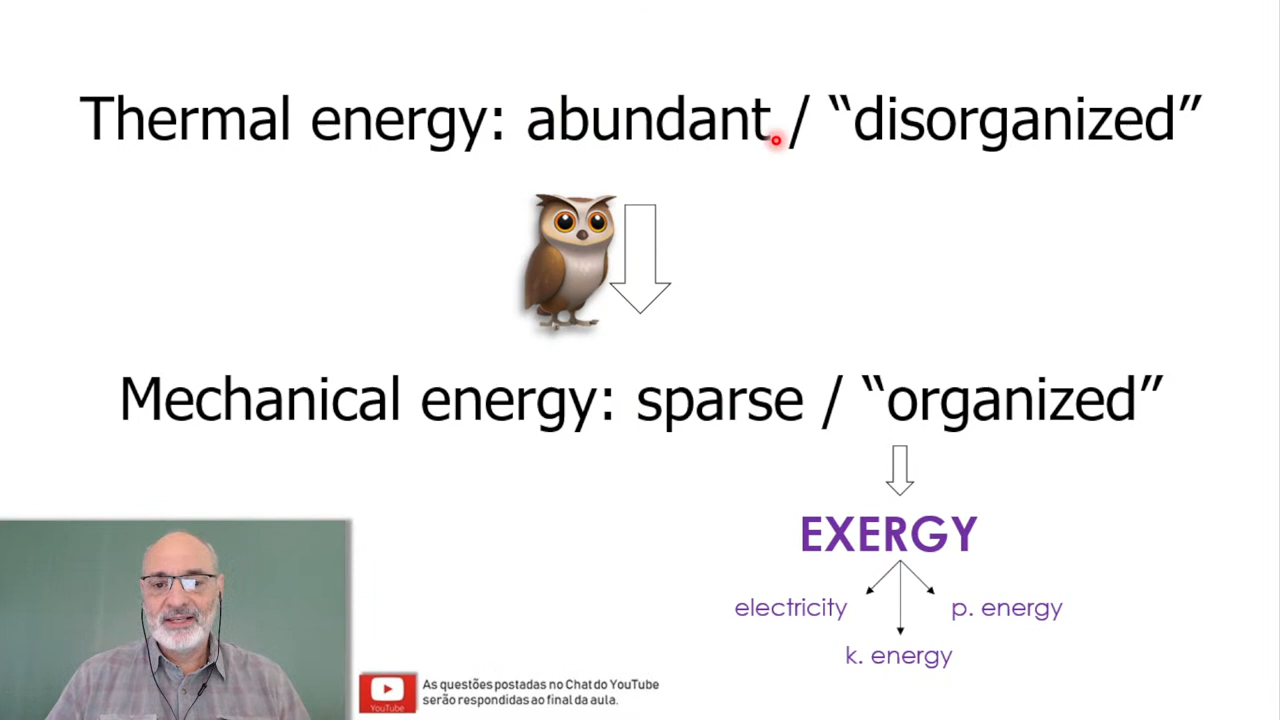 Thermal energy: abundant / “disorganized”
Mechanical energy: sparse / “organized”
EXERGY
electricity
p. energy
k. energy
YouTube
As questões postadas no Chat do YouTube
serão respondidas ao final da aula.